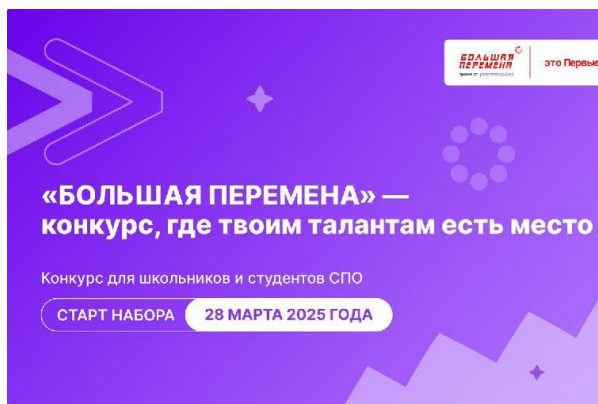 БОЛЬШАЯ
ПЕРЕМЕНА
это Первые
«БОЛЬШАЯ ПЕРЕМЕНА» —
конкурс, где твоим талантам есть место
Конкурс для школьников и студентов СПО
СТАРТ НАБОРА 28 МАРТА 2025 ГОДА